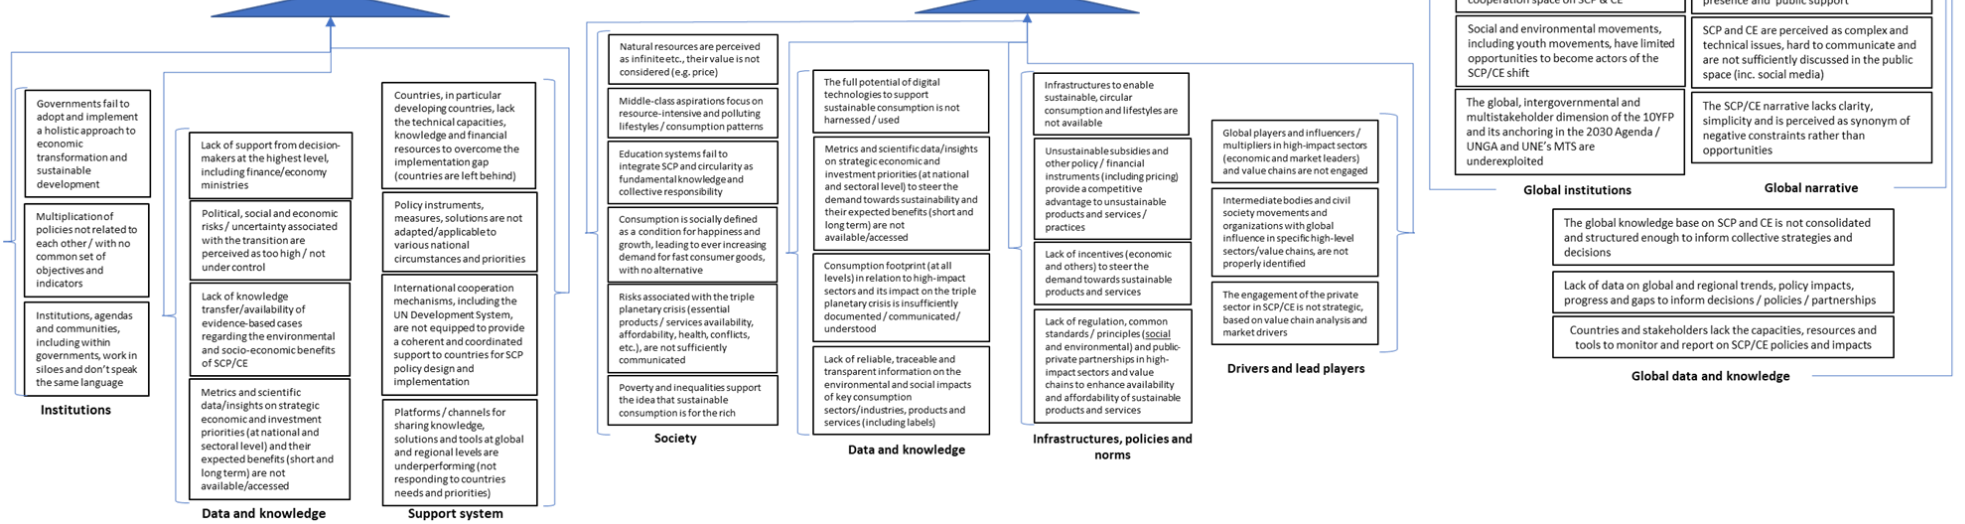 Governments fail to
adopt and implement
a holistic approach to
economic
transformation and
sustainable
development
Multiplication of
policies not related to
each other / with no
common set of
objectives and
indicators
Institutions, agendas
and communities,
including within
governments, work in
siloes and don't speak
the same language
Institutions
Lack of support from decision-
makers at the highest level,
including finance/economy
ministries
Political, social and economic
risks / uncertainty associated
with the transition are
perceived as too high / not
under control
Lack of knowledge
transfer/availability of
evidence-based cases
regarding the environmental
and socio-economic benefits
of SCP/CE
Metrics and scientific
data/insights on strategic
economic and investment
priorities (at national and
sectoral level) and their
expected benefits (short and
long term) are not
available/accessed
Data and knowledge
Countries, in particular
developing countries, lack
the technical capacities,
knowledge and financial
resources to overcome the
implementation gap
(countries are left behind)
Policy instruments,
measures, solutions are not
adapted/applicable to
various national
circumstances and priorities
International cooperation
mechanisms, including the
UN Development System,
are not equipped to provide
a coherent and coordinated
support to countries for SCP
policy design and
implementation
Platforms / channels for
sharing knowledge,
solutions and tools at global
and regional levels are
underperforming (not
responding to countries
needs and priorities)
Support system
Natural resources are perceived
as infinite etc., their value is not
considered (e.g. price)
Middle-class aspirations focus on
resource-intensive and polluting
lifestyles / consumption patterns
Education systems fail to
integrate SCP and circularity as
fundamental knowledge and
collective responsibility
Consumption is socially defined
as a condition for happiness and
growth, leading to ever increasing
demand for fast consumer goods,
with no alternative
Risks associated with the triple
planetary crisis (essential
products / services availability,
affordability, health, conflicts,
etc.), are not sufficiently
communicated
Poverty and inequalities support
the idea that sustainable
consumption is for the rich
Society
The full potential of digital
technologies to support
sustainable consumption is not
harnessed / used
Metrics and scientific data/insights
on strategic economic and
investment priorities (at national
and sectoral level) to steer the
demand towards sustainability and
their expected benefits (short and
long term) are not
available/accessed
Consumption footprint (at all
levels) in relation to high-impact
sectors and its impact on the triple
planetary crisis is insufficiently
documented / communicated /
understood
Lack of reliable, traceable and
transparent information on the
environmental and social impacts
of key consumption
sectors/industries, products and
services (including labels)
Data and knowledge
Infrastructures to enable
sustainable, circular
consumption and lifestyles are
not available
Unsustainable subsidies and
other policy / financial
instruments (including pricing)
provide a competitive
advantage to unsustainable
products and services /
practices
Lack of incentives (economic
and others) to steer the
demand towards sustainable
products and services
Lack of regulation, common
standards / principles (social
and environmental) and public-
private partnerships in high-
impact sectors and value
chains to enhance availability
and affordability of sustainable
products and services
Infrastructures, policies and
norms
Global players and influencers /
multipliers in high-impact sectors
(economic and market leaders)
and value chains are not engaged
Intermediate bodies and civil
society movements and
organizations with global
influence in specific high-level
sectors/value chains, are not
properly identified
The engagement of the private
sector in SCP/CE is not strategic,
based on value chain analysis and
market drivers
Drivers and lead players
cooperation space on SCP & CE
Social and environmental movements,
including youth movements, have limited
opportunities to become actors of the
SCP/CE shift
The global, intergovernmental and
multistakeholder dimension of the 10YFP
and its anchoring in the 2030 Agenda /
UNGA and UNE's MTS are
underexploited
Global institutions
presence and public support
SCP and CE are perceived as complex and
technical issues, hard to communicate and
are not sufficiently discussed in the public
space (inc. social media)
The SCP/CE narrative lacks clarity,
simplicity and is perceived as synonym of
negative constraints rather than
opportunities
Global narrative
The global knowledge base on SCP and CE is not consolidated
and structured enough to inform collective strategies and
decisions
Lack of data on global and regional trends, policy impacts,
progress and gaps to inform decisions / policies / partnerships
Countries and stakeholders lack the capacities, resources and
tools to monitor and report on SCP/CE policies and impacts
Global data and knowledge